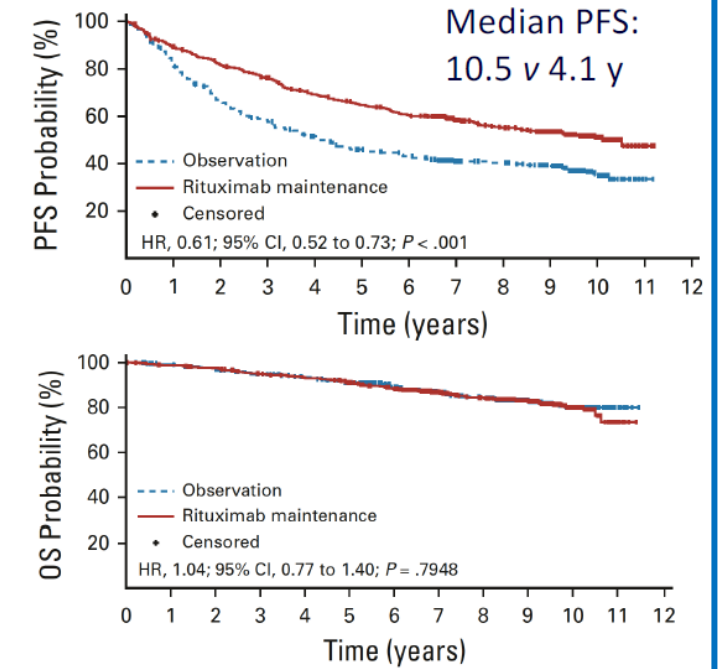 Median PFS:
10.5 v 4.1 y
PFS Probability (%)
100
80
60
40
20
Observation
Rituximab maintenance
Censored
HR, 0.61; 95% CI, 0.52 to 0.73; P < .001
0 1 2 3 4 5 6 7 8 9 10 11 12
Time (years)
OS Probability (%)
100
80
60
40
20
Observation
Rituximab maintenance
Censored
HR, 1.04; 95% CI, 0.77 to 1.40; P = .7948
0 1 2 3 4 5 6 7 8 9 10 11 12
Time (years)